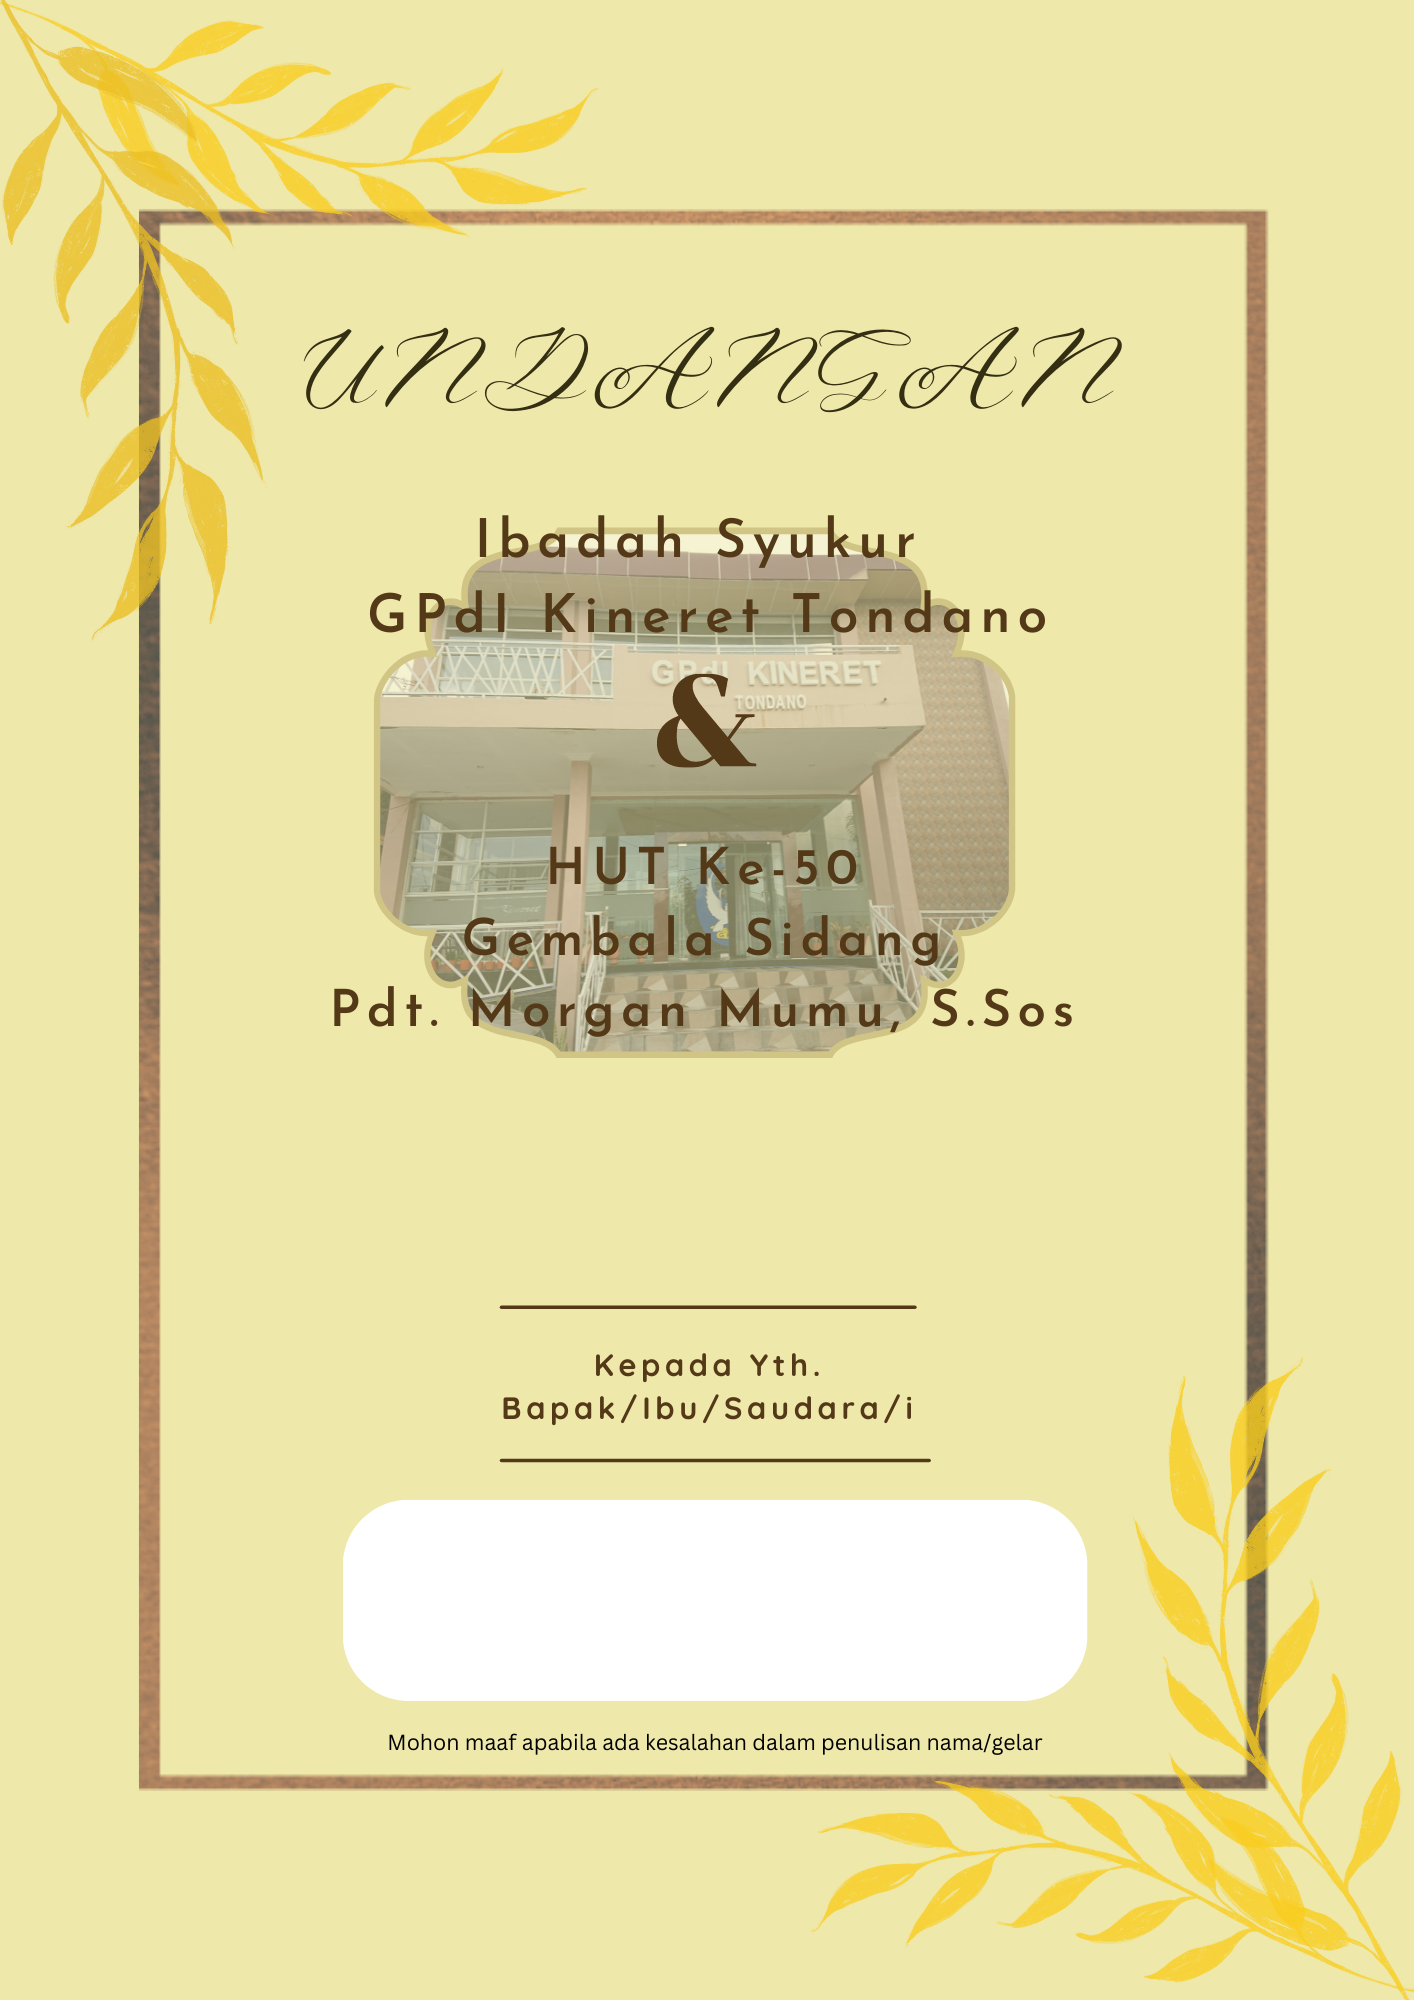 UNDANGAN
Ibadah Syukur
GPdI Kineret Tondano
GPdI KINERET
TONDANO
&
HUT Ke-50
Gembala Sidang
Pdt. Morgan Mumu, S.Sos
Kepada Yth.
Bapak/Ibu/Saudara/i
Mohon maaf apabila ada kesalahan dalam penulisan nama/gelar